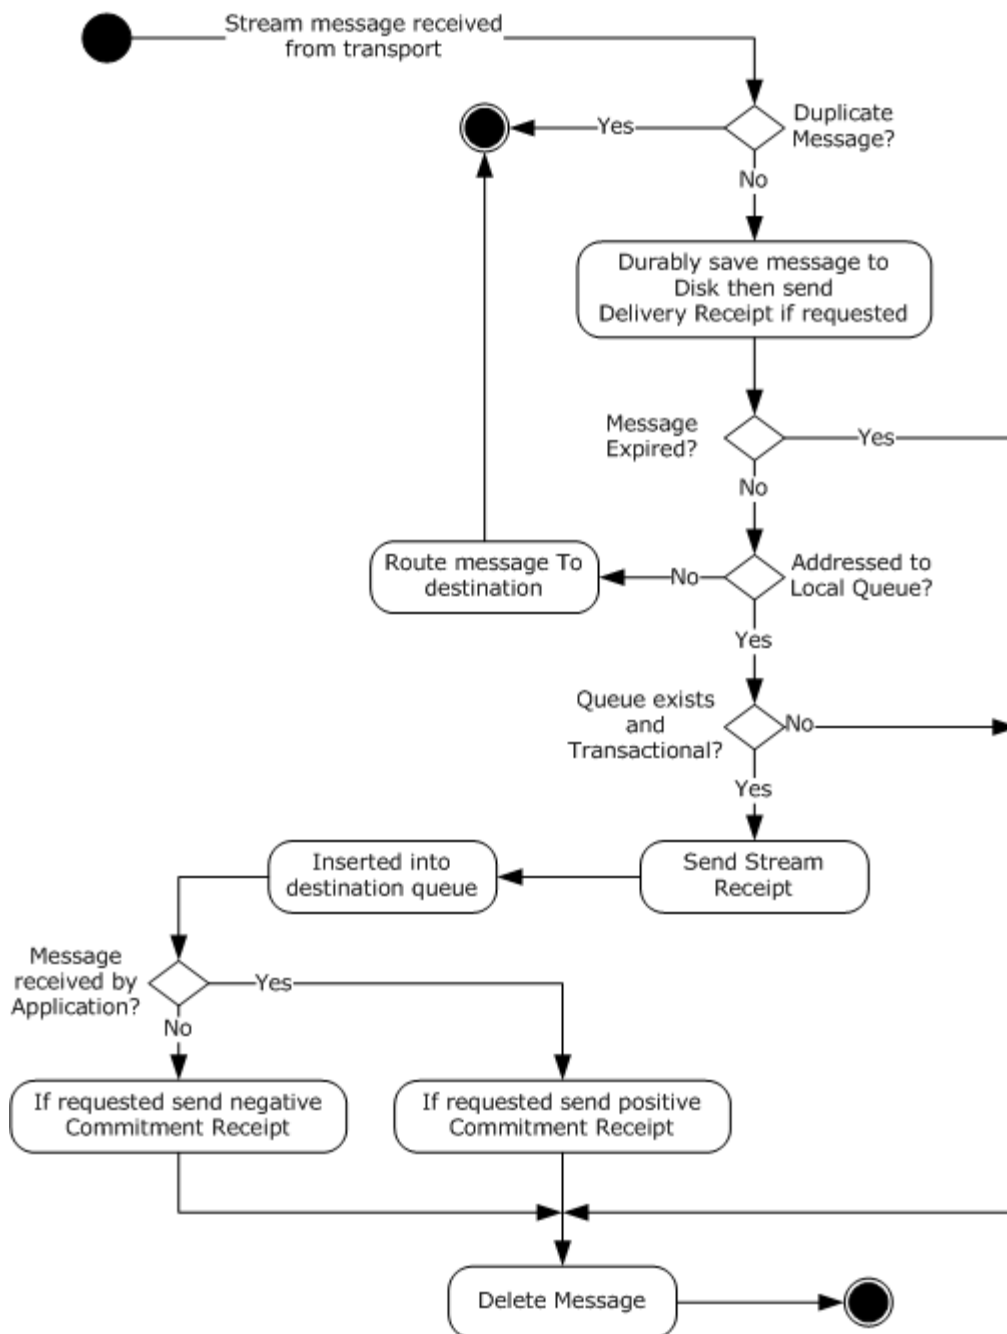 Stream message received
from transport
Duplicate
Message?
Yes
No
Durably save message to
Disk then send
Delivery Receipt if requested
Message
Expired?
Yes
No
Route message To
destination
No
Addressed to
Local Queue?
Yes
Queue exists
and
Transactional?
No
Yes
Inserted into
destination queue
Send Stream
Receipt
Message
received by
Application?
Yes
No
If requested send negative
Commitment Receipt
If requested send positive
Commitment Receipt
Delete Message